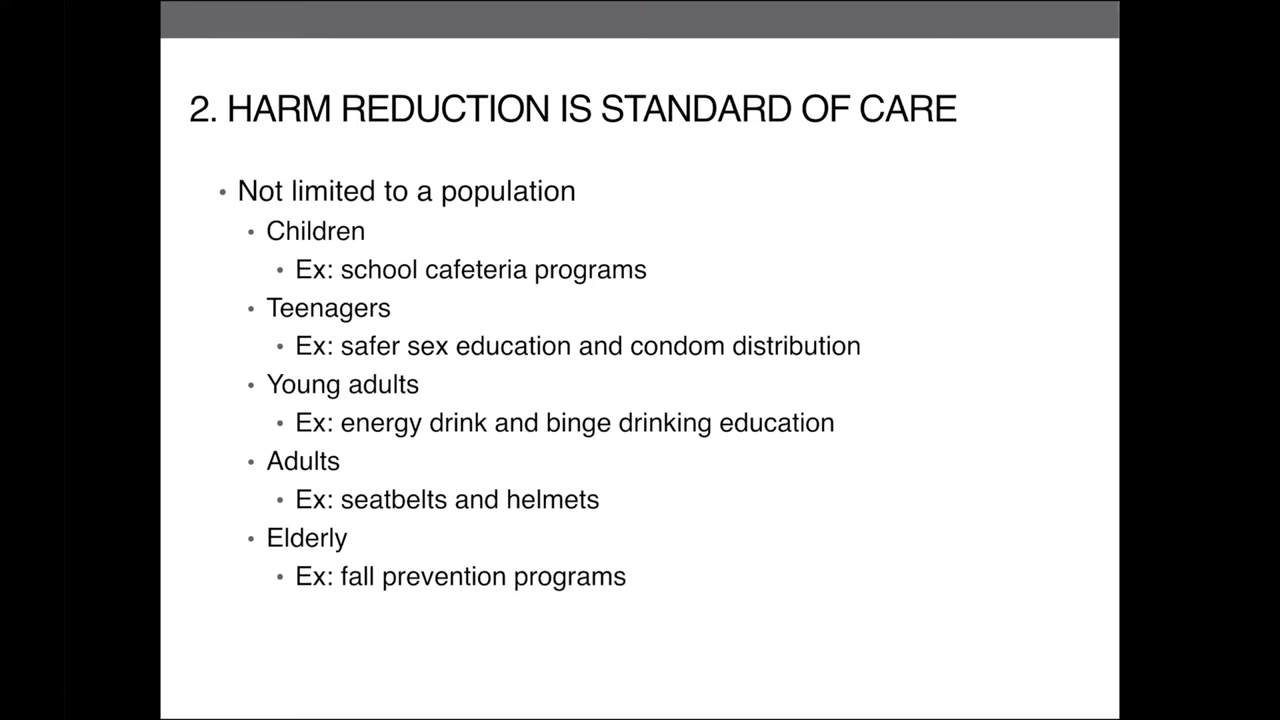 2. HARM REDUCTION IS STANDARD OF CARE
• Not limited to a population
• Children
• Ex: school cafeteria programs
• Teenagers
• Ex: safer sex education and condom distribution
• Young adults
• Ex: energy drink and binge drinking education
• Adults
• Ex: seatbelts and helmets
• Elderly
• Ex: fall prevention programs